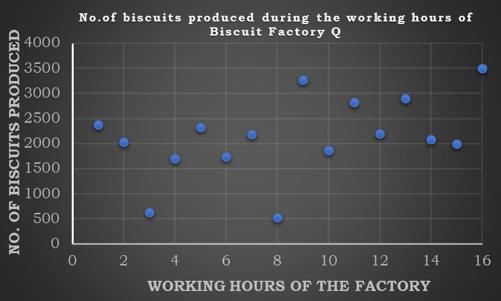 No.of biscuits produced during the working hours of
Biscuit Factory Q
NO. OF BISCUITS PRODUCED
4000
3500
3000
2500
2000
1500
1000
500
0
0 2 4 6 8 10 12 14 16
WORKING HOURS OF THE FACTORY